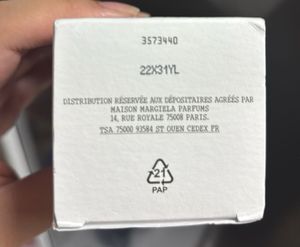 3573440
22X31YL
DISTRIBUTION RÉSERVÉE AUX DÉPOSITAIRES AGRÉÉS PAR
MAISON MARGIELA PARFUMS
14, RUE ROYALE 75008 PARIS.
TSA 75000 93584 ST OUEN CEDEX FR
21
PAP